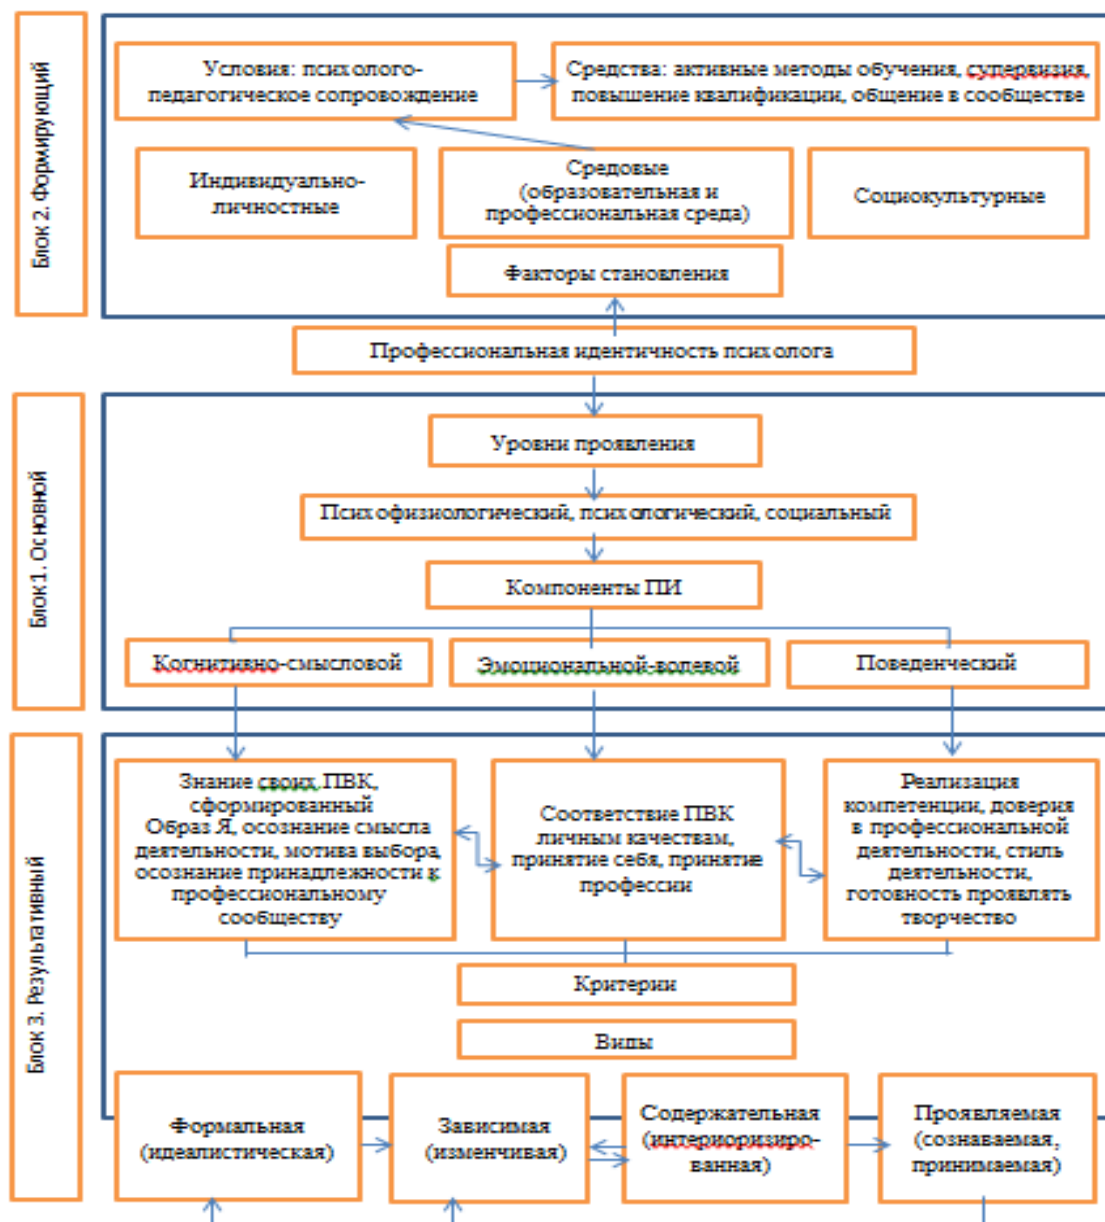 Блок 2. Формирующий
Условия: психолого-
педагогическое сопровождение
Средства: активные методы обучения, супервизия,
повышение квалификации, общение в сообществе
Индивидуально-
личностные
Средовые
(образовательная и
профессиональная среда)
Социокультурные
Факторы становления
Профессиональная идентичность психолога
Блок1. Основной
Уровни проявления
Психофизиологический, психологический, социальный
Компоненты ПИ
Когнитивно-смысловой
Эмоциональной-волевой
Поведенческий
Блок 3. Результативный
Знание своих ПВК,
сформированный
Образ Я, осознание смысла
деятельности, мотива выбора,
осознание принадлежности к
профессиональному
сообществу
Соответствие ПВК
личным качествам,
принятие себя, принятие
профессии
Реализация
компетенции, доверия
в профессиональной
деятельности, стиль
деятельности,
готовность проявлять
творчество
Критерии
Виды
Формальная
(идеалистическая)
Зависимая
(изменчивая)
Содержательная
(интериоризиро-
ванная)
Проявляемая
(сознаваемая,
принимаемая)